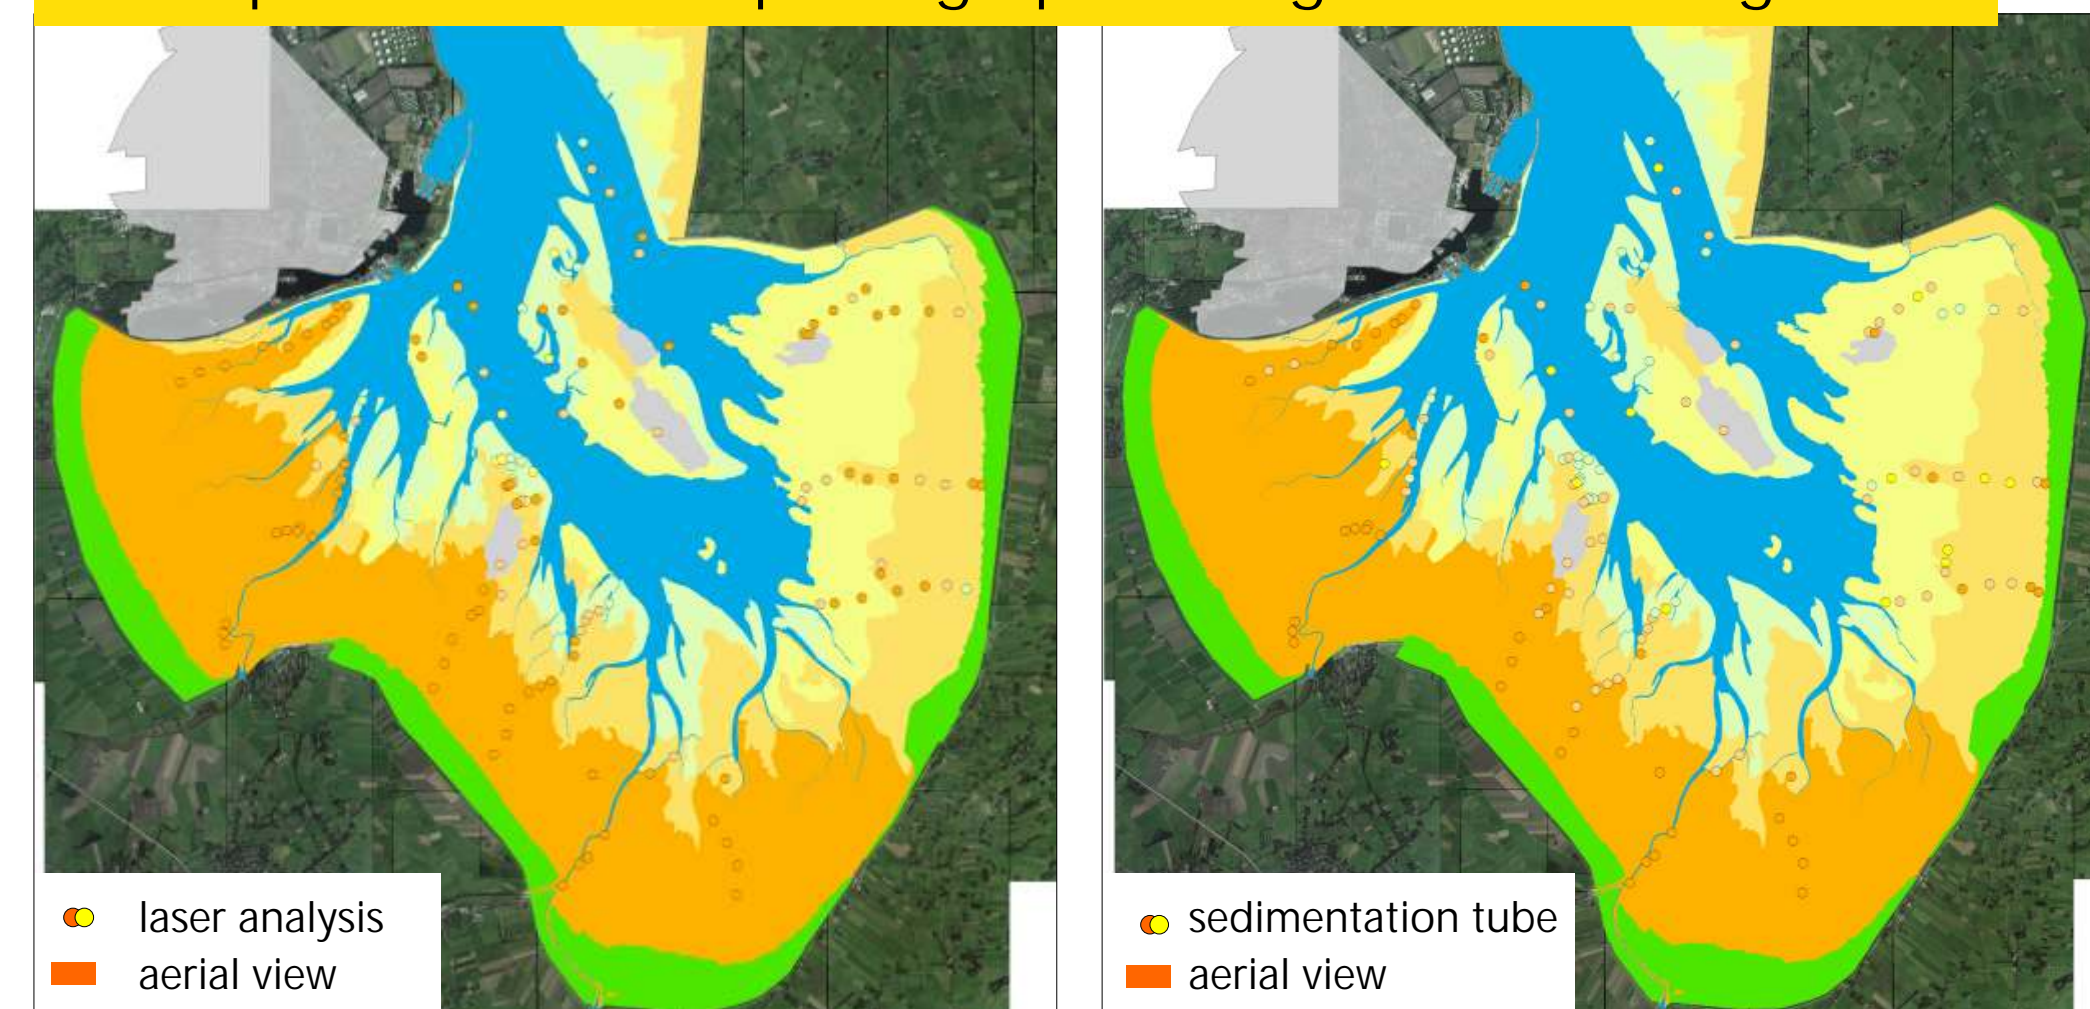 laser analysis
aerial view
sedimentation tube
aerial view